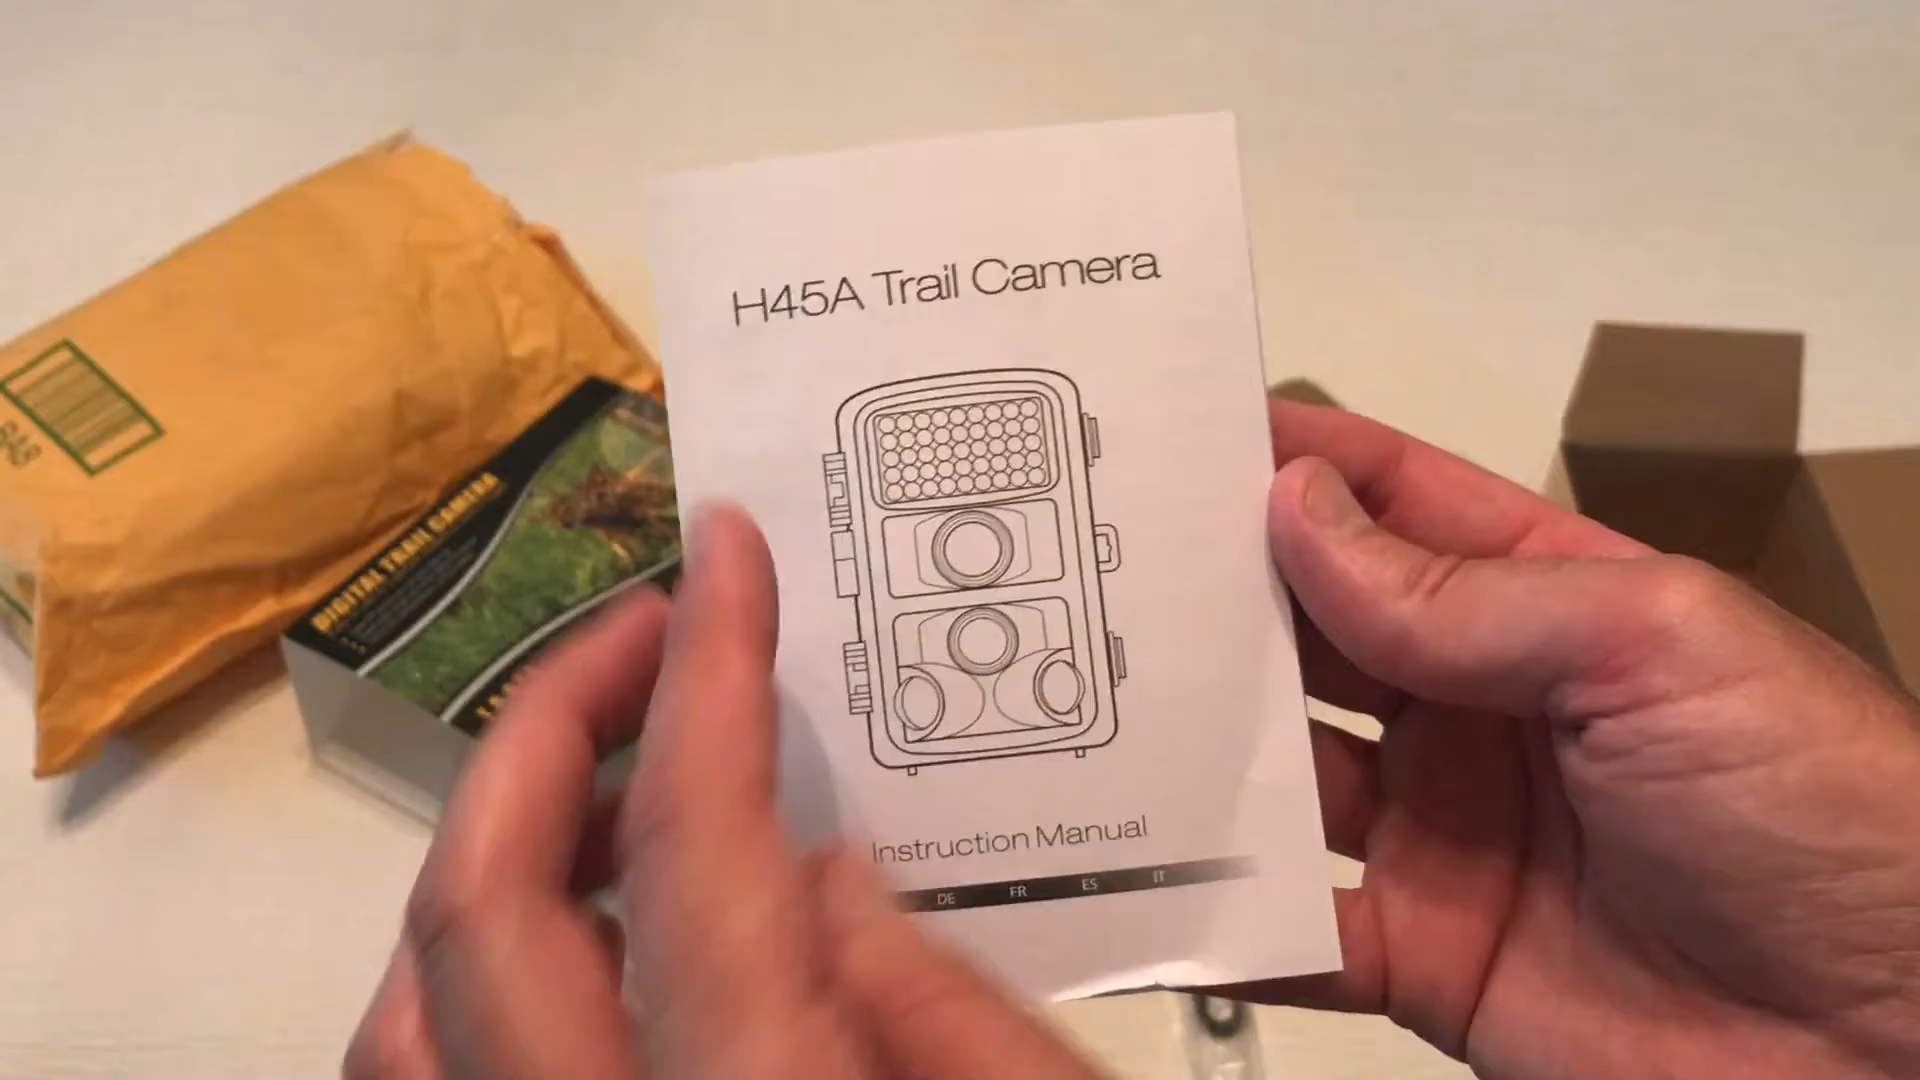 H45A Trail Camera
Instruction Manual
DE FR ES IT
DIGITAL TRAIL CAMERA